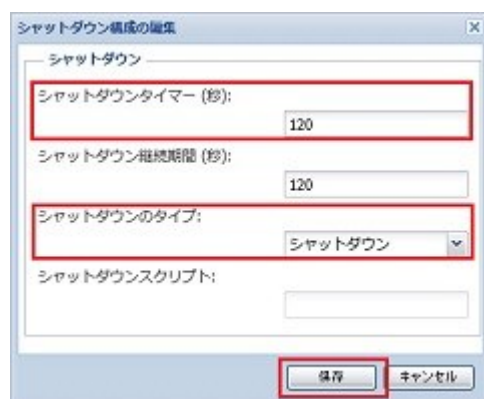 シャットダウン構成の編集
シャットダウン
シャットダウンタイマー (秒):
120
シャットダウン継続期間 (秒):
120
シャットダウンのタイプ:
シャットダウン
シャットダウンスクリプト:
保存
キャンセル